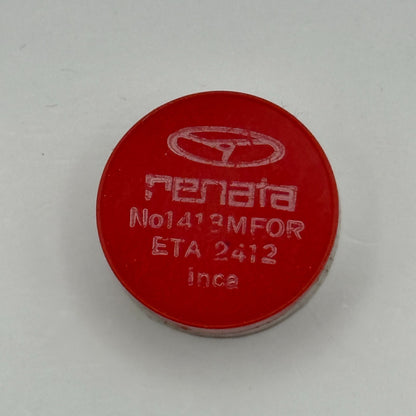 renata
No1413MFOR
ETA 2412
inca